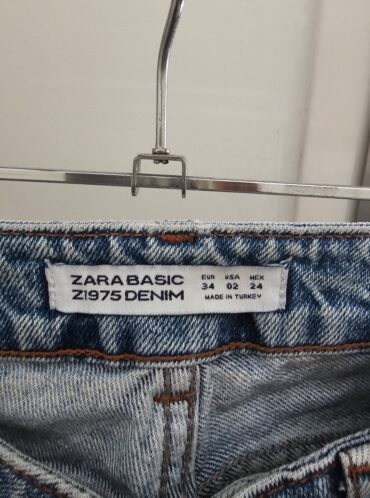 ZARA BASIC
Z1975 DENIM
EUR USA MEX
34 02 24
MADE IN TURKEY